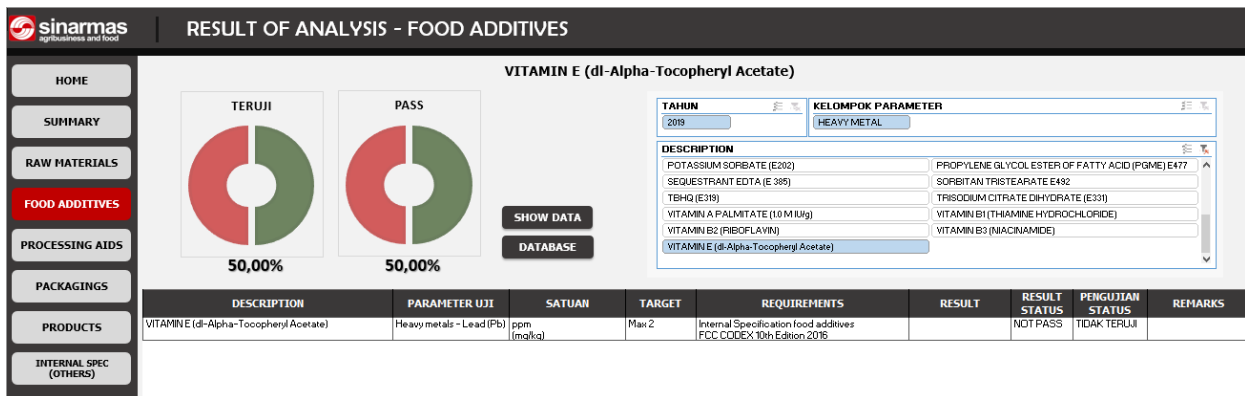 sinarmas
agribusiness and food
RESULT OF ANALYSIS - FOOD ADDITIVES
HOME
SUMMARY
RAW MATERIALS
FOOD ADDITIVES
PROCESSING AIDS
PACKAGINGS
PRODUCTS
INTERNAL SPEC
(OTHERS)
VITAMIN E (dl-Alpha-Tocopheryl Acetate)
TERUJI
50,00%
PASS
50,00%
SHOW DATA
DATABASE
TAHUN
2019
KELOMPOK PARAMETER
HEAVY METAL
DESCRIPTION
POTASSIUM SORBATE (E202) PROPYLENE GLYCOL ESTER OF FATTY ACID (PGME) E477
SEQUESTRANT EDTA (E 385) SORBITAN TRISTEARATE E492
TBHQ (E319) TRISODIUM CITRATE DIHYDRATE (E331)
VITAMIN A PALMITATE (1.0 M IU/g) VITAMIN B1 (THIAMINE HYDROCHLORIDE)
VITAMIN B2 (RIBOFLAVIN) VITAMIN B3 (NIACINAMIDE)
VITAMIN E (dl-Alpha-Tocopheryl Acetate)
DESCRIPTION PARAMETER UJI SATUAN TARGET REQUIREMENTS RESULT RESULT STATUS PENGUJIAN STATUS REMARKS
VITAMIN E (dl-Alpha-Tocopheryl Acetate) Heavy metals - Lead (Pb) ppm Max 2 Internal Specification food additives NOT PASS TIDAK TERUJI
(mg/kg) FCC CODEX 10th Edition 2016